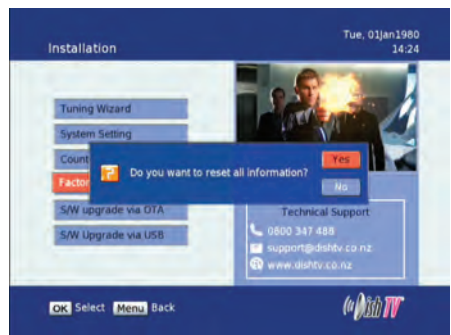 Tue, 01Jan1980
Installation
14:24
Tuning Wizard
System Setting
Count
Factor
Do you want to reset all information?
Yes
No
S/W upgrade via OTA
S/W Upgrade via USB
Technical Support
0800 347 488
support@dishtv.co.nz
www.dishtv.co.nz
OK Select Menu Back
Dish TV